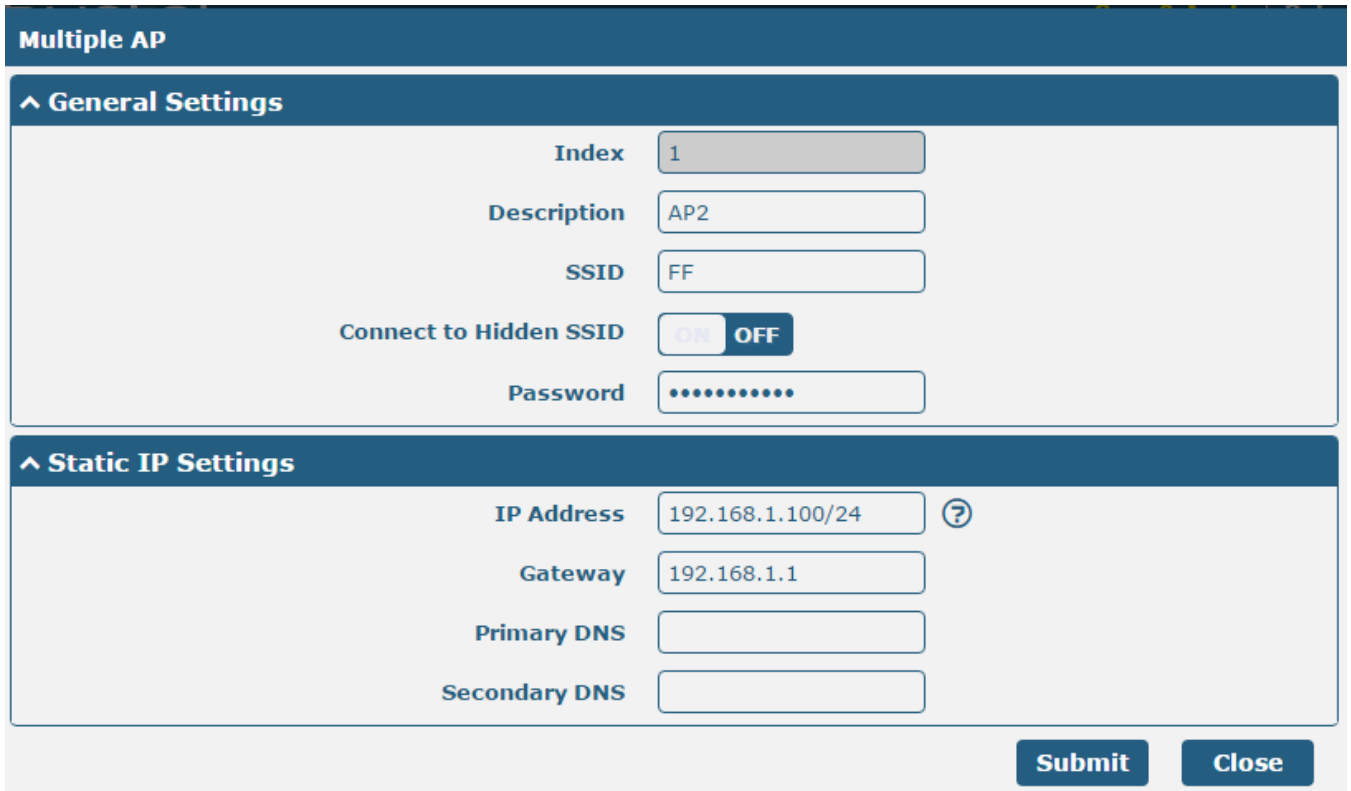 Multiple AP
General Settings
Index 1
Description AP2
SSID FF
Connect to Hidden SSID ON OFF
Password •••••••••••
Static IP Settings
IP Address 192.168.1.100/24 ?
Gateway 192.168.1.1
Primary DNS
Secondary DNS
Submit Close